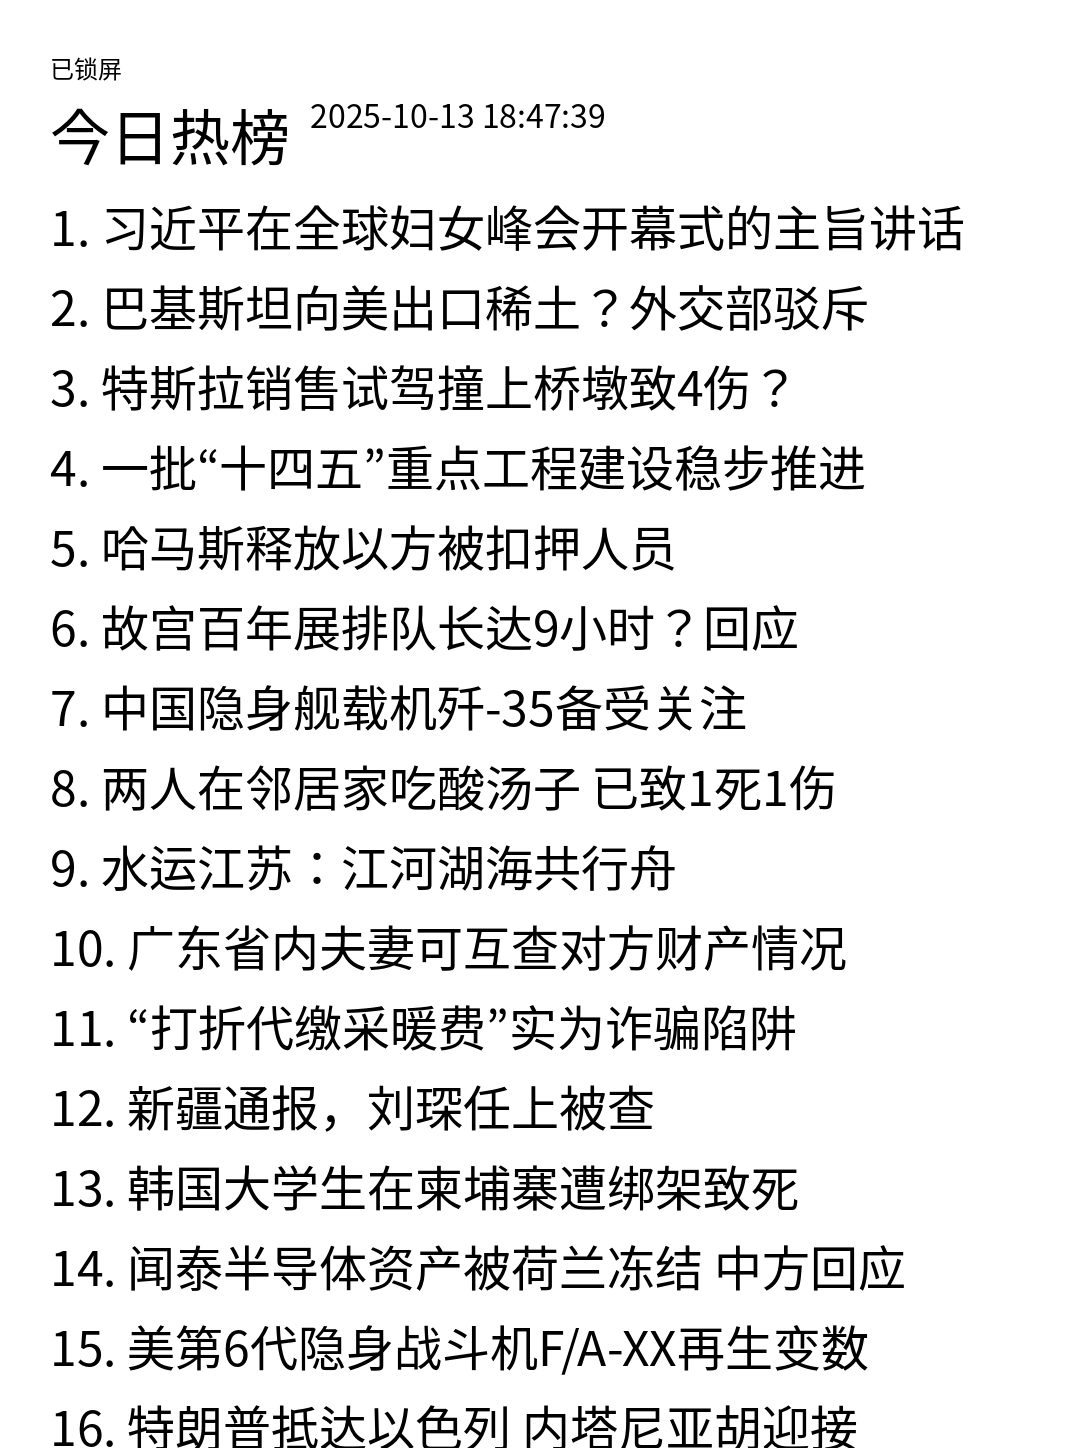 已锁屏
今日热榜 2025-10-13 18:47:39
1. 习近平在全球妇女峰会开幕式的主旨讲话
2. 巴基斯坦向美出口稀土？外交部驳斥
3. 特斯拉销售试驾撞上桥墩致4伤？
4. 一批“十四五”重点工程建设稳步推进
5. 哈马斯释放以方被扣押人员
6. 故宫百年展排队长达9小时？回应
7. 中国隐身舰载机歼-35备受关注
8. 两人在邻居家吃酸汤子 已致1死1伤
9. 水运江苏：江河湖海共行舟
10. 广东省内夫妻可互查对方财产情况
11. “打折代缴采暖费”实为诈骗陷阱
12. 新疆通报，刘琛任上被查
13. 韩国大学生在柬埔寨遭绑架致死
14. 闻泰半导体资产被荷兰冻结 中方回应
15. 美第6代隐身战斗机F/A-XX再生变数
16. 特朗普抵达以色列 内塔尼亚胡迎接